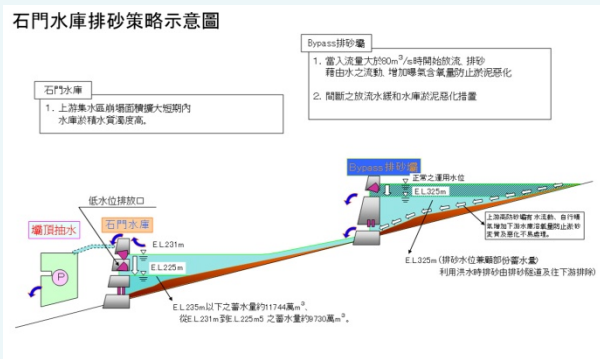 石門水庫排砂策略示意圖
Bypass排砂壩
1. 當入流量大於60m³/s時開始放流, 排砂
藉由水之流動, 增加曝氣含氧量防止淤泥惡化
2. 間斷之放流水緩和水庫淤泥惡化措置
石門水庫
1. 上游集水區崩塌面積擴大短期內
水庫淤積水質濁度高。
Bypass排砂壩
正常之運用水位
E.L325m
低水位排放口
壩頂抽水
石門水庫
E.L231m
E.L225m
P
上游兩防砂壩有水流動、自行曝
氣增加下游水庫溶氧量防止淤砂
泥質及惡化不易處理。
E.L325m(排砂水位兼顧部份蓄水量)
利用洪水時排砂由排砂隧道及往下游排除)
E.L235m以下之蓄水量約11744萬m³,
從E.L231m到E.L225m5 之蓄水量約9730萬m³。